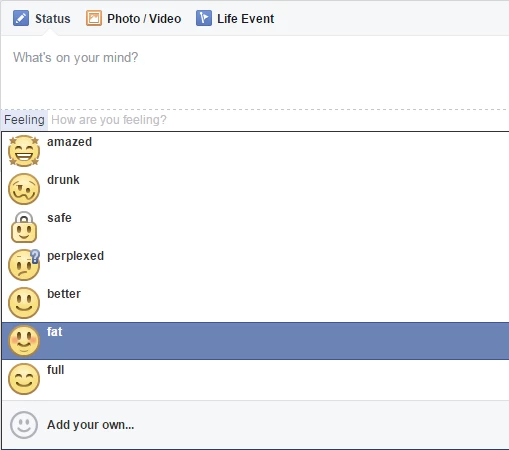 Status Photo / Video Life Event
What's on your mind?
Feeling How are you feeling?
amazed
drunk
safe
perplexed
better
fat
full
Add your own...